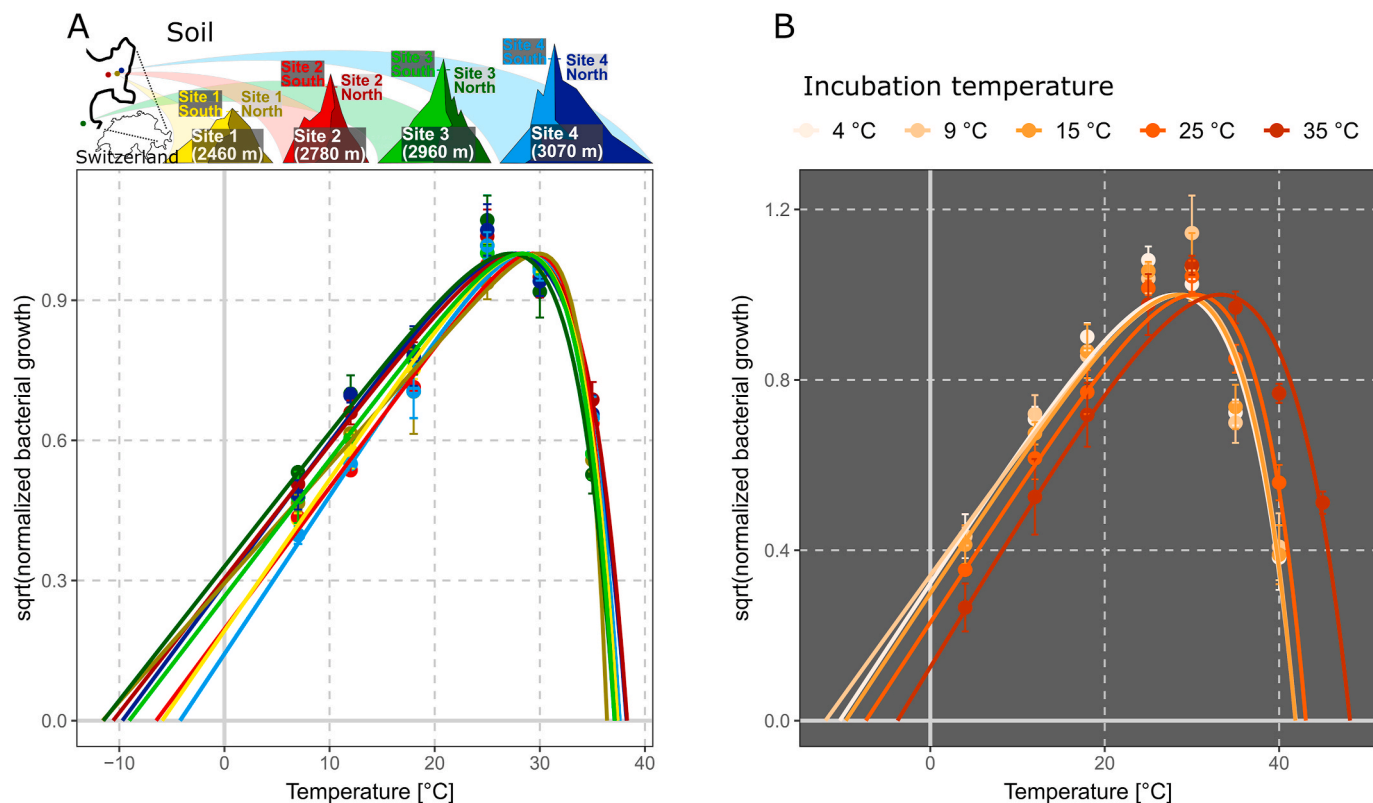 A
Soil
Site 1
South
Site 1
North
Site 2
South
Site 2
North
Site 3
South
Site 3
North
Site 4
South
Site 4
North
Switzerland
Site 1
(2460 m)
Site 2
(2780 m)
Site 3
(2960 m)
Site 4
(3070 m)
sqrt(normalized bacterial growth)
0.9
0.6
0.3
0.0
−10
0
10
20
30
40
Temperature [°C]
B
Incubation temperature
4 °C
9 °C
15 °C
25 °C
35 °C
sqrt(normalized bacterial growth)
1.2
0.8
0.4
0.0
0
20
40
Temperature [°C]